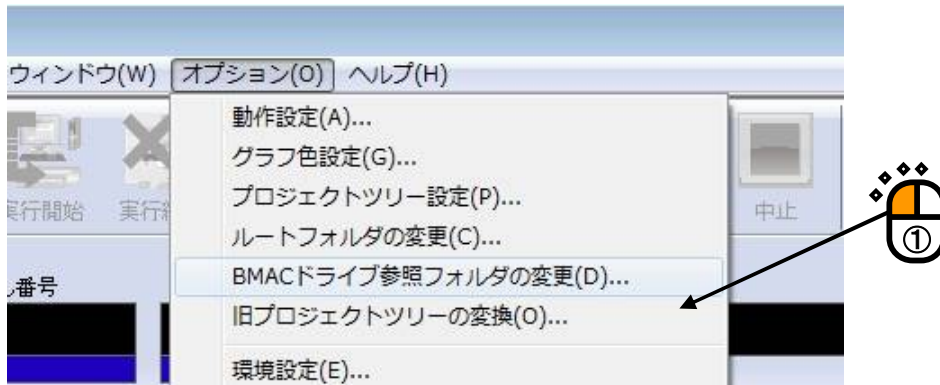 ウィンドウ(W) オプション(O) ヘルプ(H)
動作設定(A)...
グラフ色設定(G)...
プロジェクトツリー設定(P)...
実行開始 実行 中止
ルートフォルダの変更(C)...
①
BMACドライブ参照フォルダの変更(D)...
番号
旧プロジェクトツリーの変換(O)...
環境設定(E)...